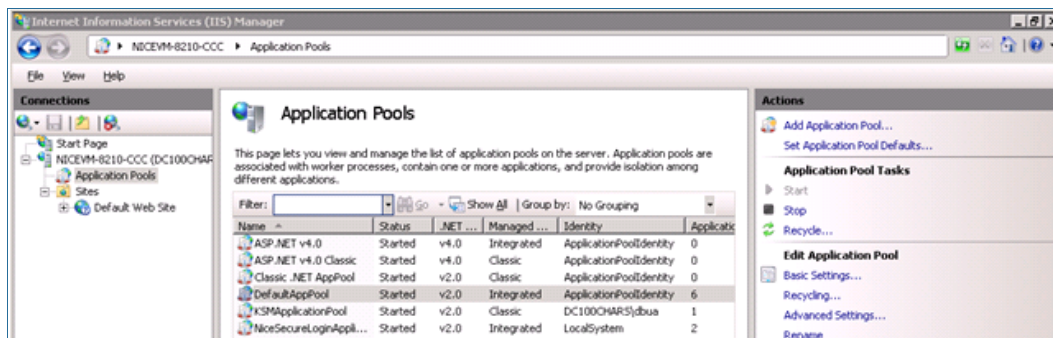 Internet Information Services (IIS) Manager
NICEVM-8210-CCC Application Pools
File View Help
Connections
Start Page
NICEVM-8210-CCC (DC100CHAR
Application Pools
Sites
Default Web Site
Application Pools
This page lets you view and manage the list of application pools on the server. Application pools are
associated with worker processes, contain one or more applications, and provide isolation among
different applications.
Filter: Go Show All Group by: No Grouping
Name Status .NET ... Managed ... Identity Applicatic
ASP.NET v4.0 Started v4.0 Integrated ApplicationPoolIdentity 0
ASP.NET v4.0 Classic Started v4.0 Classic ApplicationPoolIdentity 0
Classic .NET AppPool Started v2.0 Classic ApplicationPoolIdentity 0
DefaultAppPool Started v2.0 Integrated ApplicationPoolIdentity 6
KSMApplicationPool Started v2.0 Classic DC100CHARS\dbua 1
NiceSecureLoginAppli... Started v2.0 Integrated LocalSystem 2
Actions
Add Application Pool...
Set Application Pool Defaults...
Application Pool Tasks
Start
Stop
Recycle...
Edit Application Pool
Basic Settings...
Recycling...
Advanced Settings...
Rename